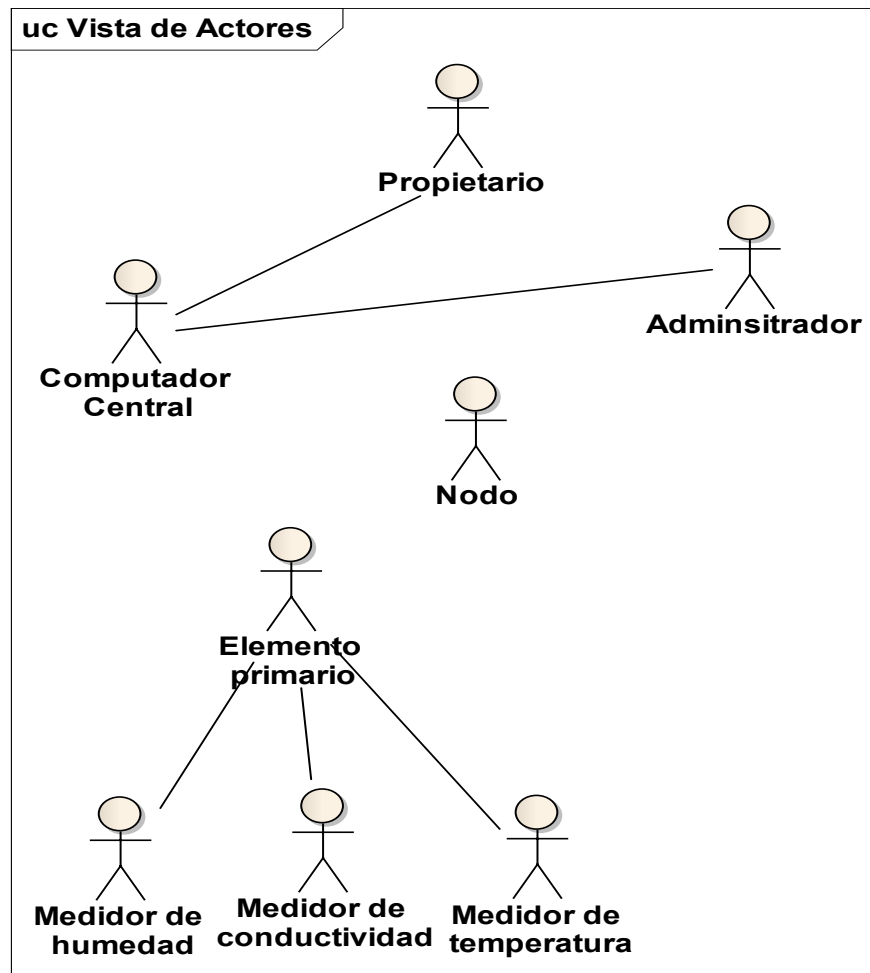 uc Vista de Actores
Propietario
Adminsitrador
Computador
Central
Nodo
Elemento
primario
Medidor de
humedad
Medidor de
conductividad
Medidor de
temperatura